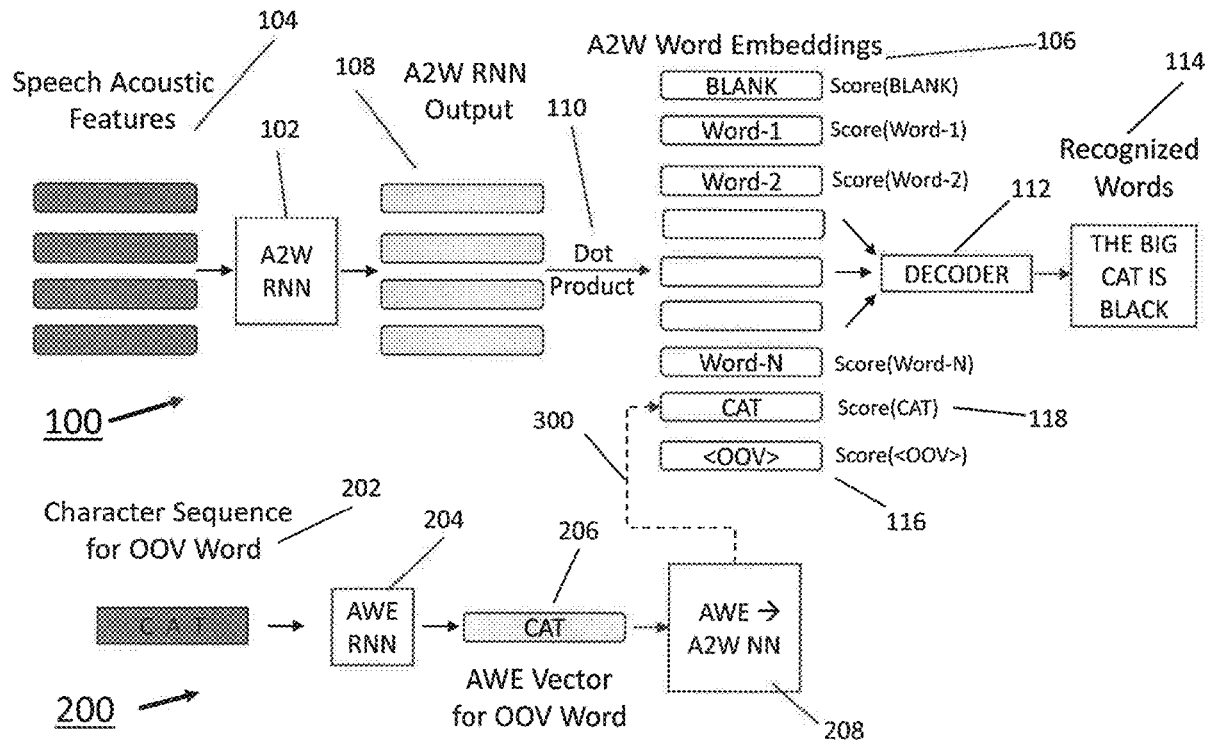 104
Speech Acoustic
Features
102
A2W
RNN
100
108
A2W RNN
Output
110
Dot
Product
A2W Word Embeddings
106
BLANK Score(BLANK)
Word-1 Score(Word-1)
Word-2 Score(Word-2)
Word-N Score(Word-N)
CAT Score(CAT)
118
<OOV> Score(<OOV>)
116
112
DECODER
114
Recognized
Words
THE BIG
CAT IS
BLACK
300
Character Sequence
for OOV Word
202
C A T
200
204
AWE
RNN
206
CAT
AWE Vector
for OOV Word
AWE →
A2W NN
208